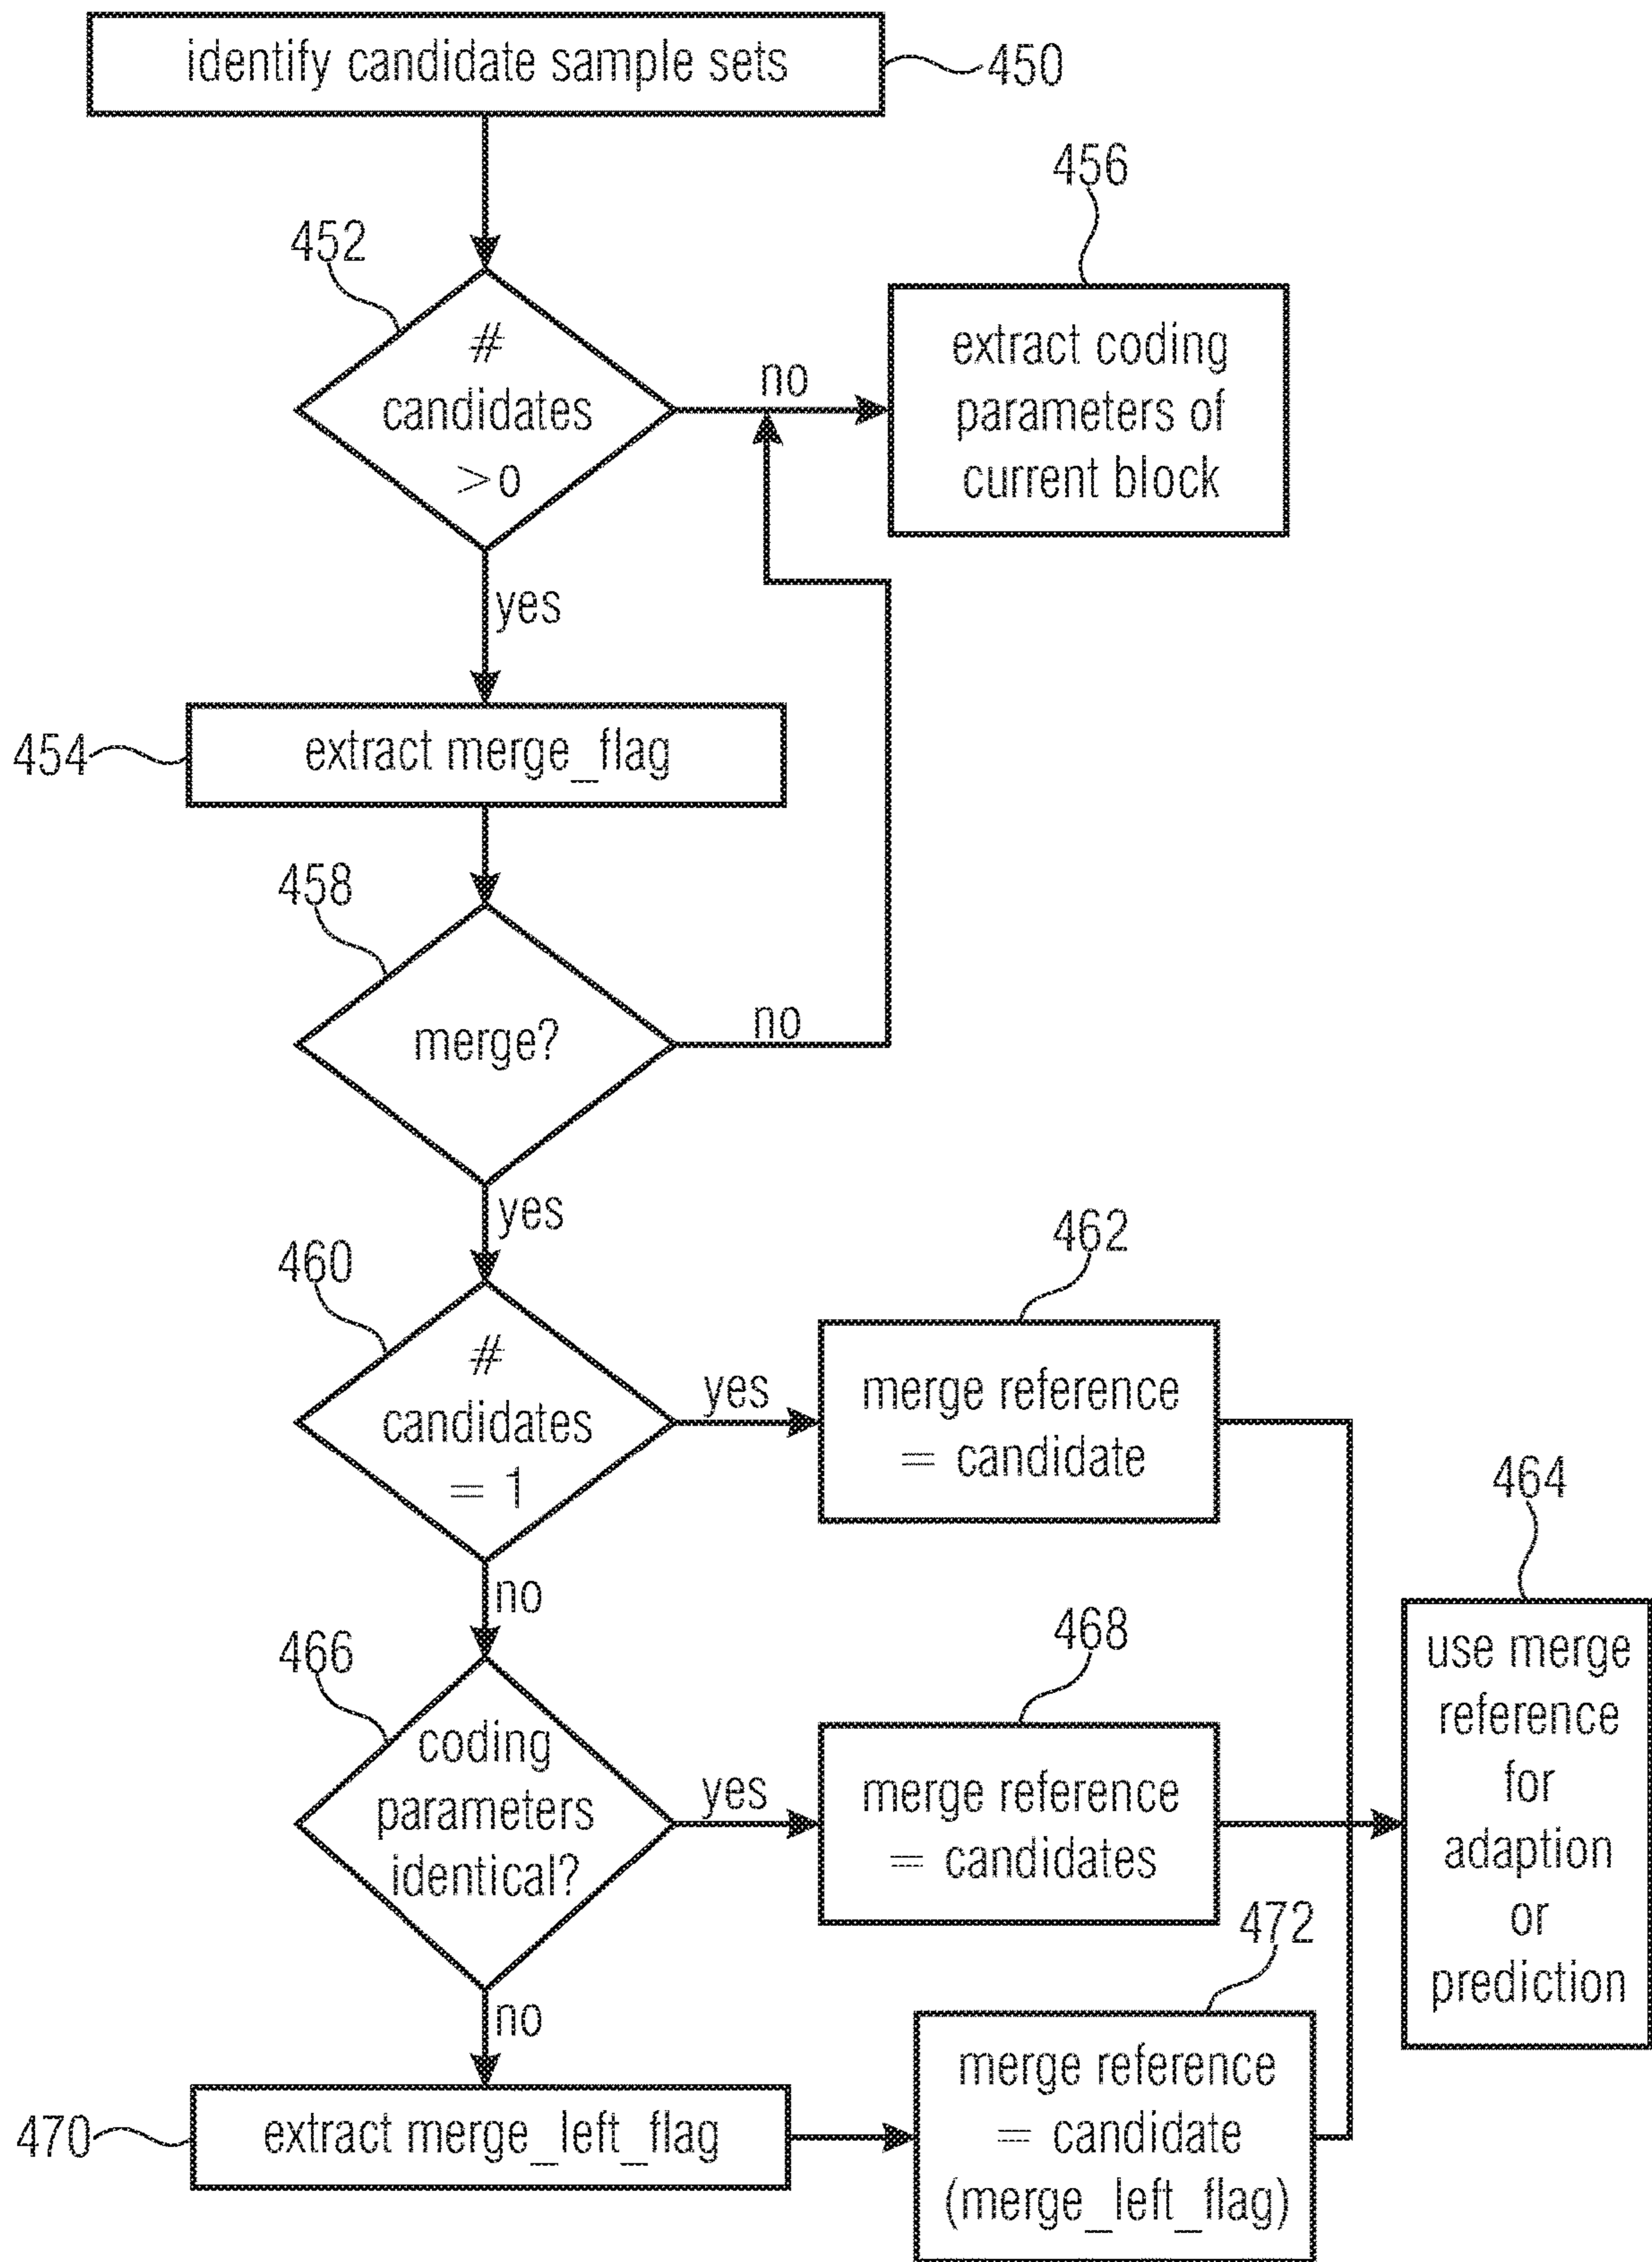 identify candidate sample sets
450
456
452
#
candidates
>o
no
extract coding
parameters of
current block
yes
454
extract merge_flag
458
merge?
no
yes
460
462
#
candidates
= 1
yes
merge reference
= candidate
464
no
466
468
coding
parameters
identical?
yes
merge reference
= candidates
use merge
reference
for
adaption
or
prediction
472
no
470
extract merge_left_flag
merge reference
= candidate
(merge_left_flag)